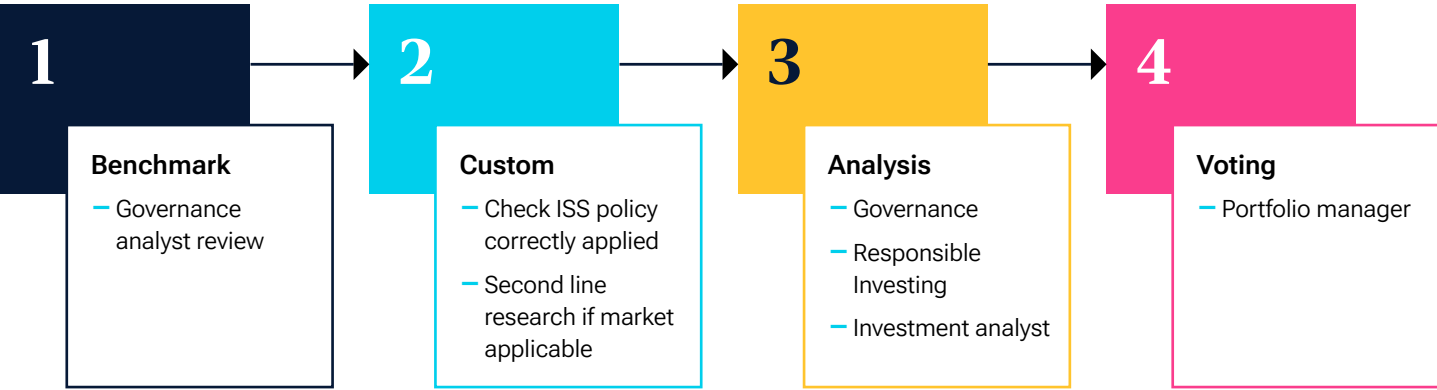 1
Benchmark
– Governance
analyst review
2
Custom
– Check ISS policy
correctly applied
– Second line
research if market
applicable
3
Analysis
– Governance
– Responsible
Investing
– Investment analyst
4
Voting
– Portfolio manager